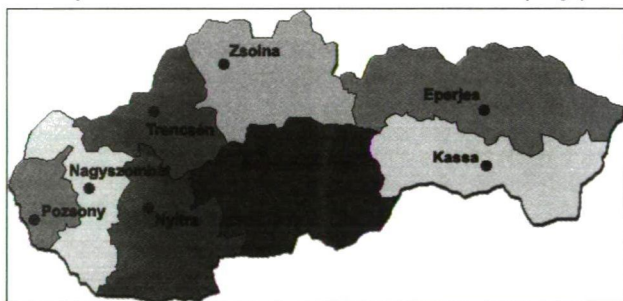 Zsolna
Eperjes
Trencsén
Kassa
Nagyszombat
Pozsony
Nyitra